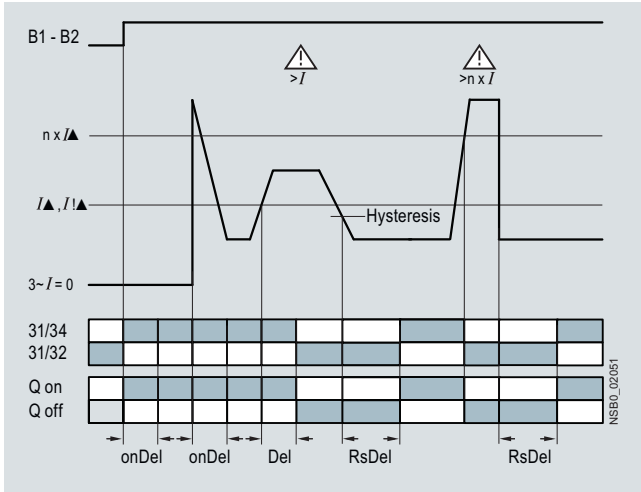 B1 - B2
>I
>n x I
n x I▲
I▲, I!▲
Hysteresis
3~ I = 0
31/34
31/32
Q on
Q off
NSB0_02051
onDel onDel Del RsDel RsDel